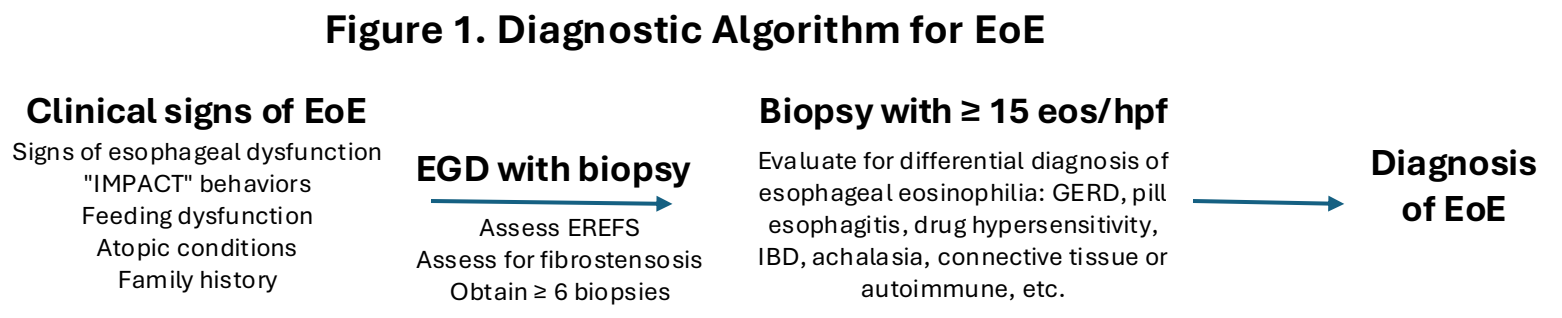 Figure 1. Diagnostic Algorithm for EoE
Clinical signs of EoE
Signs of esophageal dysfunction
"IMPACT" behaviors
Feeding dysfunction
Atopic conditions
Family history
EGD with biopsy
Assess EREFS
Assess for fibrostensosis
Obtain ≥ 6 biopsies
Biopsy with ≥ 15 eos/hpf
Evaluate for differential diagnosis of
esophageal eosinophilia: GERD, pill
esophagitis, drug hypersensitivity,
IBD, achalasia, connective tissue or
autoimmune, etc.
Diagnosis
of EoE